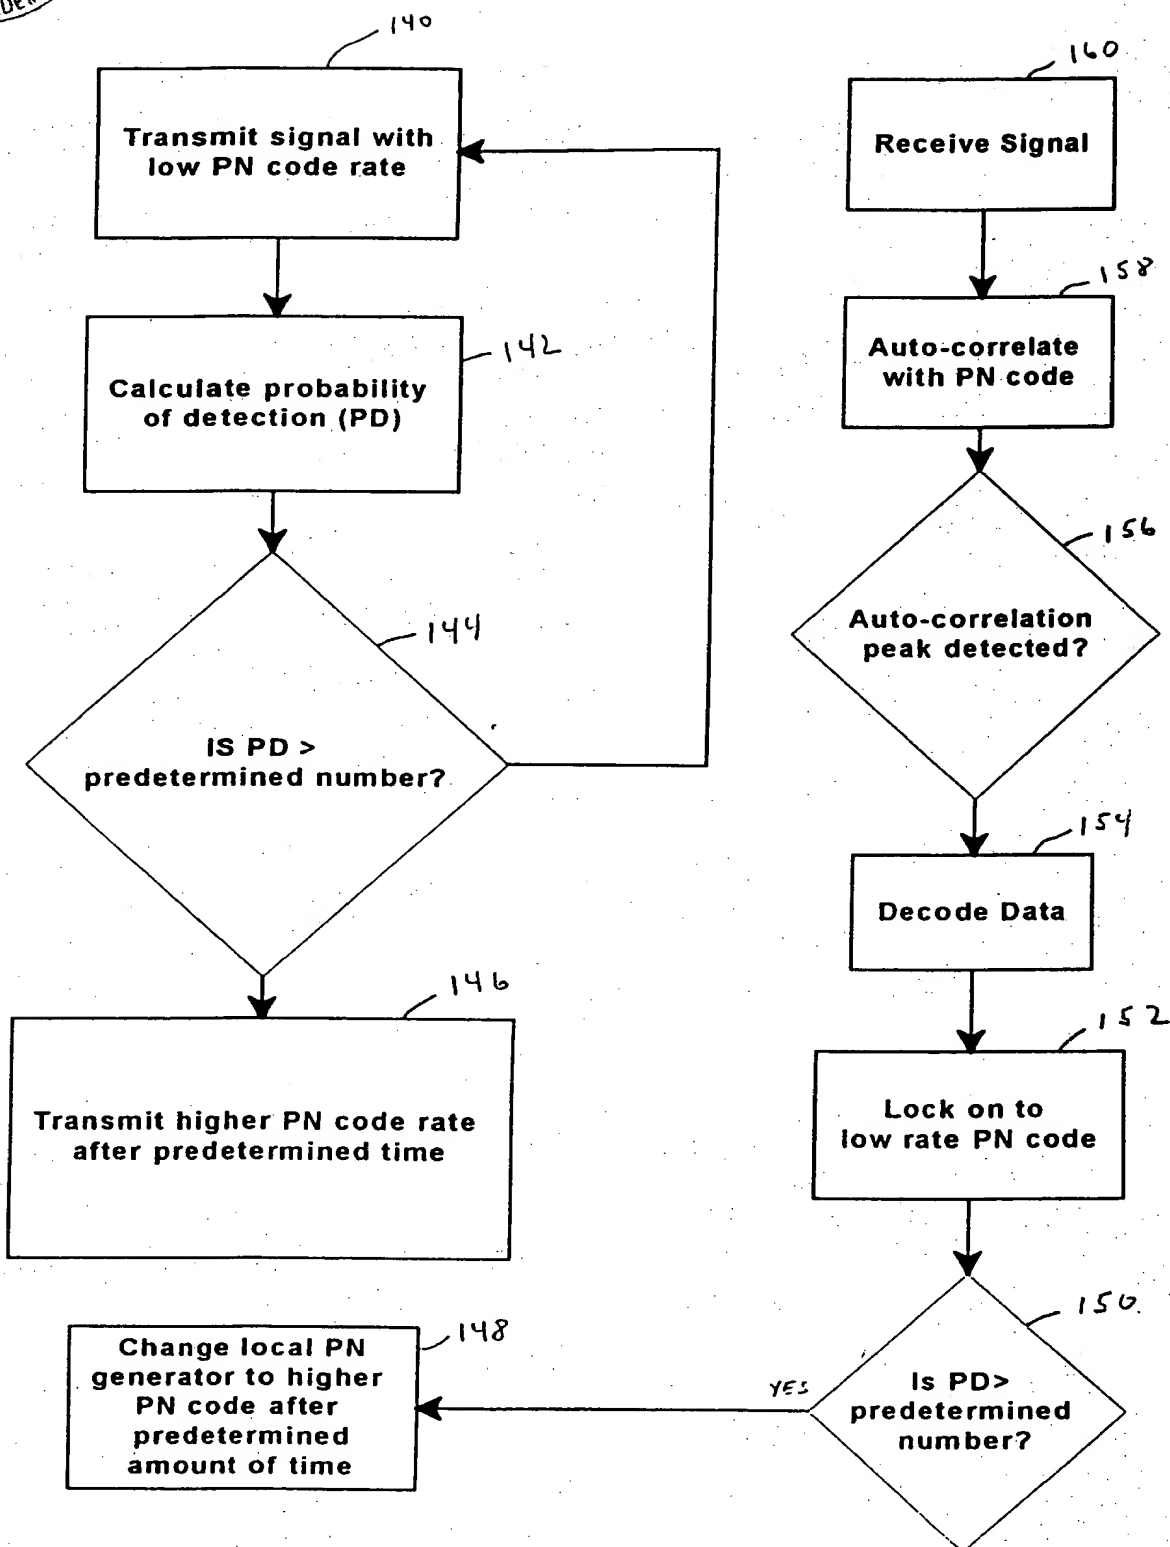 140
Transmit signal with
low PN code rate
142
Calculate probability
of detection (PD)
144
IS PD >
predetermined number?
146
Transmit higher PN code rate
after predetermined time
148
Change local PN
generator to higher
PN code after
predetermined
amount of time
160
Receive Signal
158
Auto-correlate
with PN code
156
Auto-correlation
peak detected?
154
Decode Data
152
Lock on to
low rate PN code
150
Is PD>
predetermined
number?
YES